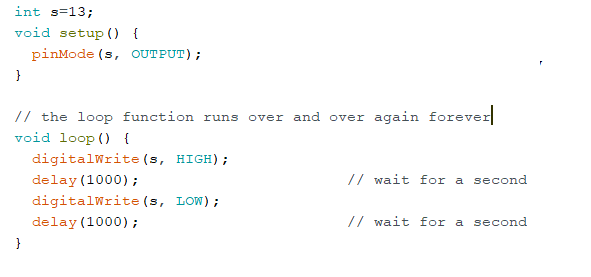 int s=13;
void setup() {
  pinMode(s, OUTPUT);
}

// the loop function runs over and over again forever
void loop() {
  digitalWrite(s, HIGH);
  delay(1000);                       // wait for a second
  digitalWrite(s, LOW);
  delay(1000);                       // wait for a second
}